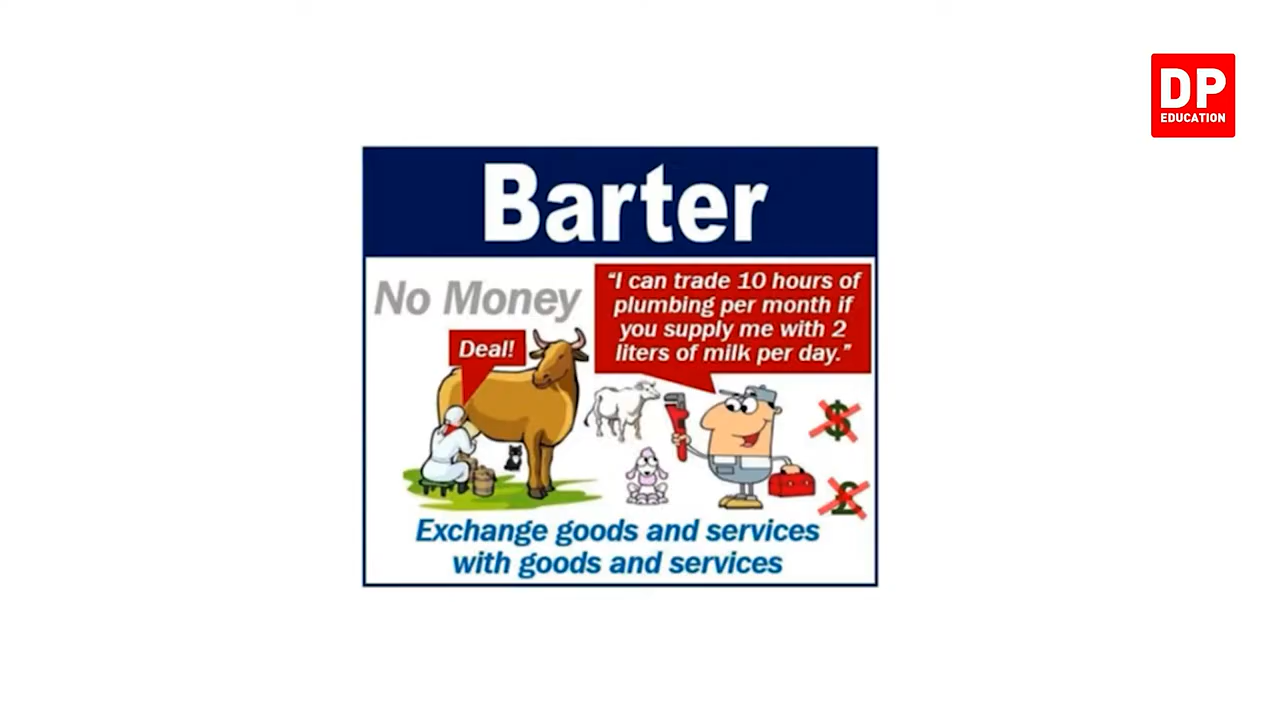 DP
EDUCATION
Barter
No Money
"I can trade 10 hours of
plumbing per month if
you supply me with 2
liters of milk per day."
Deal!
$
£
Exchange goods and services
with goods and services